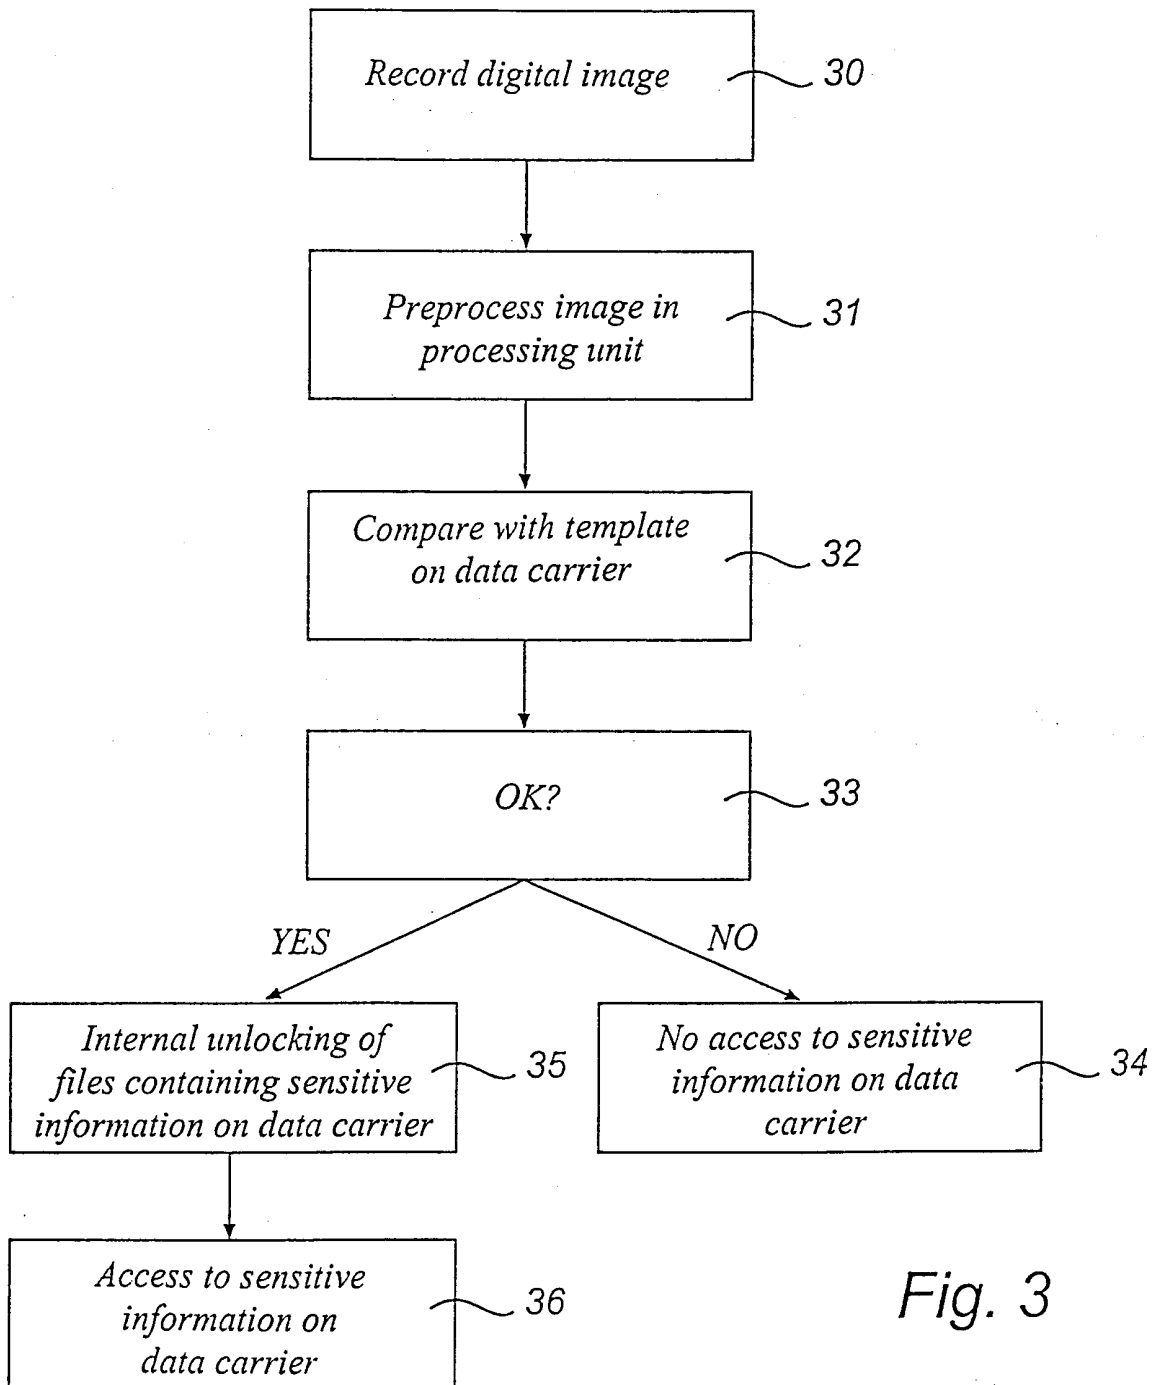 Record digital image
30
Preprocess image in
processing unit
31
Compare with template
on data carrier
32
OK?
33
YES
NO
Internal unlocking of
files containing sensitive
information on data carrier
35
No access to sensitive
information on data
carrier
34
Access to sensitive
information on
data carrier
36
Fig. 3